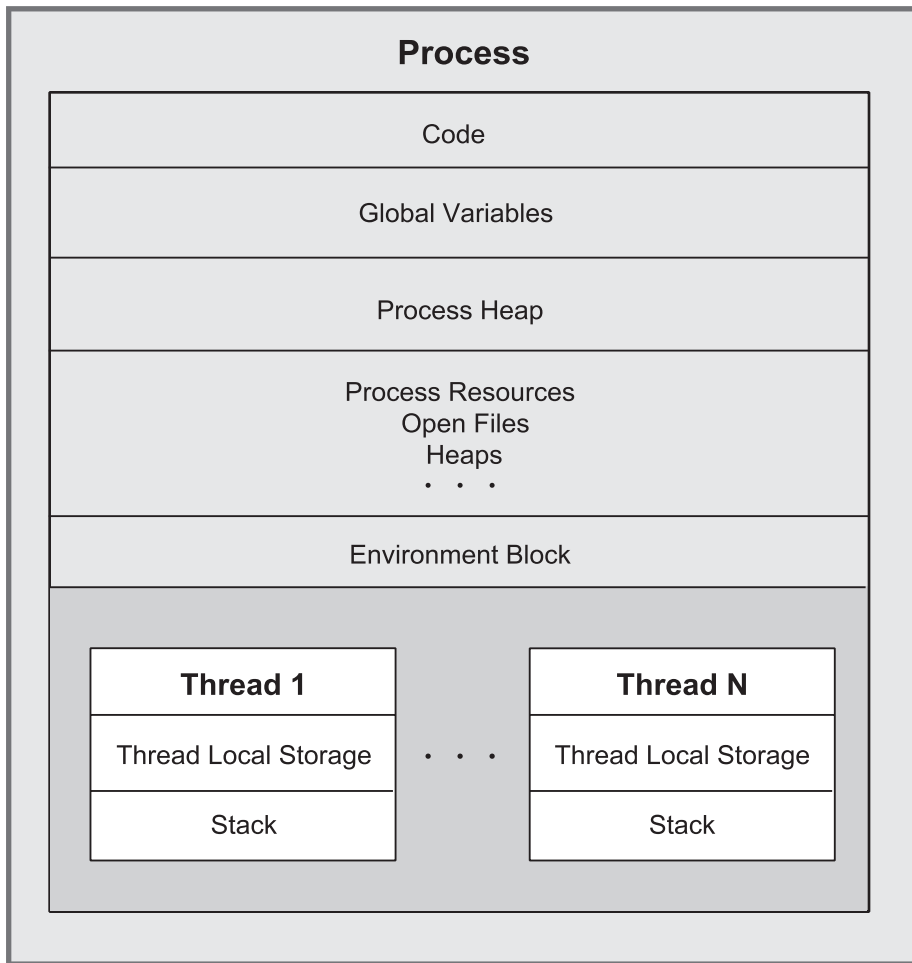 Process
Code
Global Variables
Process Heap
Process Resources
Open Files
Heaps
. . .
Environment Block
Thread 1
Thread Local Storage
Stack
. . .
Thread N
Thread Local Storage
Stack